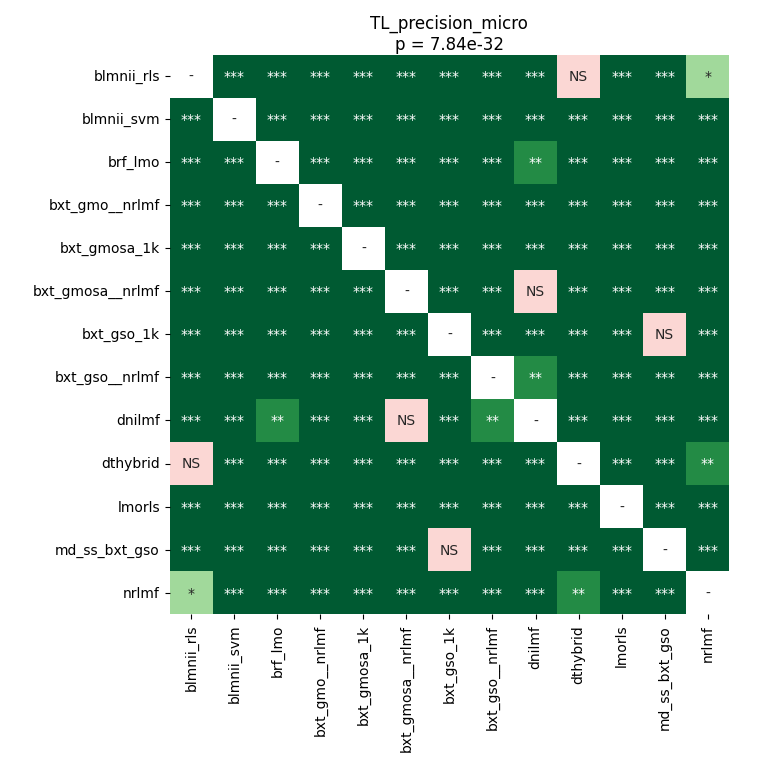 TL_precision_micro
p = 7.84e-32
blmnii_rls - *** *** *** *** *** *** *** *** NS *** *** *
blmnii_svm *** - *** *** *** *** *** *** *** *** *** *** ***
brf_lmo *** *** - *** *** *** *** *** ** *** *** *** ***
bxt_gmo__nrlmf *** *** *** - *** *** *** *** *** *** *** *** ***
bxt_gmosa_1k *** *** *** *** - *** *** *** *** *** *** *** ***
bxt_gmosa__nrlmf *** *** *** *** *** - *** *** NS *** *** *** ***
bxt_gso_1k *** *** *** *** *** *** - *** *** *** *** NS ***
bxt_gso__nrlmf *** *** *** *** *** *** *** - ** *** *** *** ***
dnilmf *** *** ** *** *** NS *** ** - *** *** *** ***
dthybrid NS *** *** *** *** *** *** *** *** - *** *** **
lmorls *** *** *** *** *** *** *** *** *** *** - *** ***
md_ss_bxt_gso *** *** *** *** *** *** NS *** *** *** *** - ***
nrlmf * *** *** *** *** *** *** *** *** ** *** *** -
blmnii_rls
blmnii_svm
brf_lmo
bxt_gmo__nrlmf
bxt_gmosa_1k
bxt_gmosa__nrlmf
bxt_gso_1k
bxt_gso__nrlmf
dnilmf
dthybrid
lmorls
md_ss_bxt_gso
nrlmf